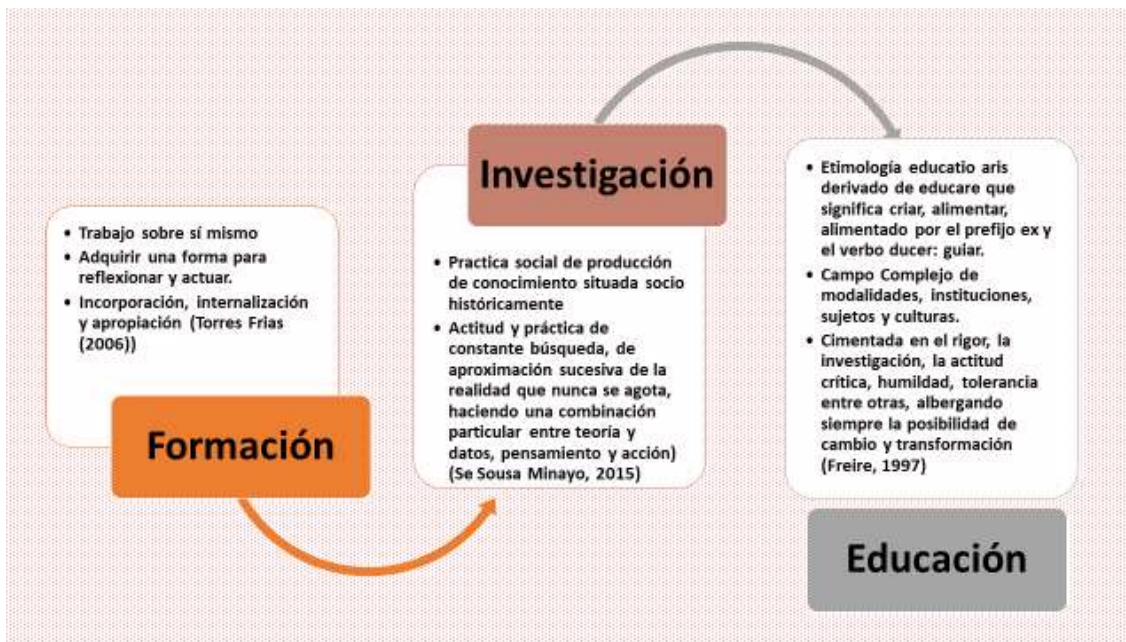 • Trabajo sobre sí mismo
• Adquirir una forma para
reflexionar y actuar.
• Incorporación, internalización
y apropiación (Torres Frias
(2006))
Formación
Investigación
• Practica social de producción
de conocimiento situada socio
históricamente
• Actitud y práctica de
constante búsqueda, de
aproximación sucesiva de la
realidad que nunca se agota,
haciendo una combinación
particular entre teoría y
datos, pensamiento y acción)
(Se Sousa Minayo, 2015)
• Etimología educatio aris
derivado de educare que
significa criar, alimentar,
alimentado por el prefijo ex y
el verbo ducer: guiar.
• Campo Complejo de
modalidades, instituciones,
sujetos y culturas.
• Cimentada en el rigor, la
investigación, la actitud
crítica, humildad, tolerancia
entre otras, albergando
siempre la posibilidad de
cambio y transformación
(Freire, 1997)
Educación